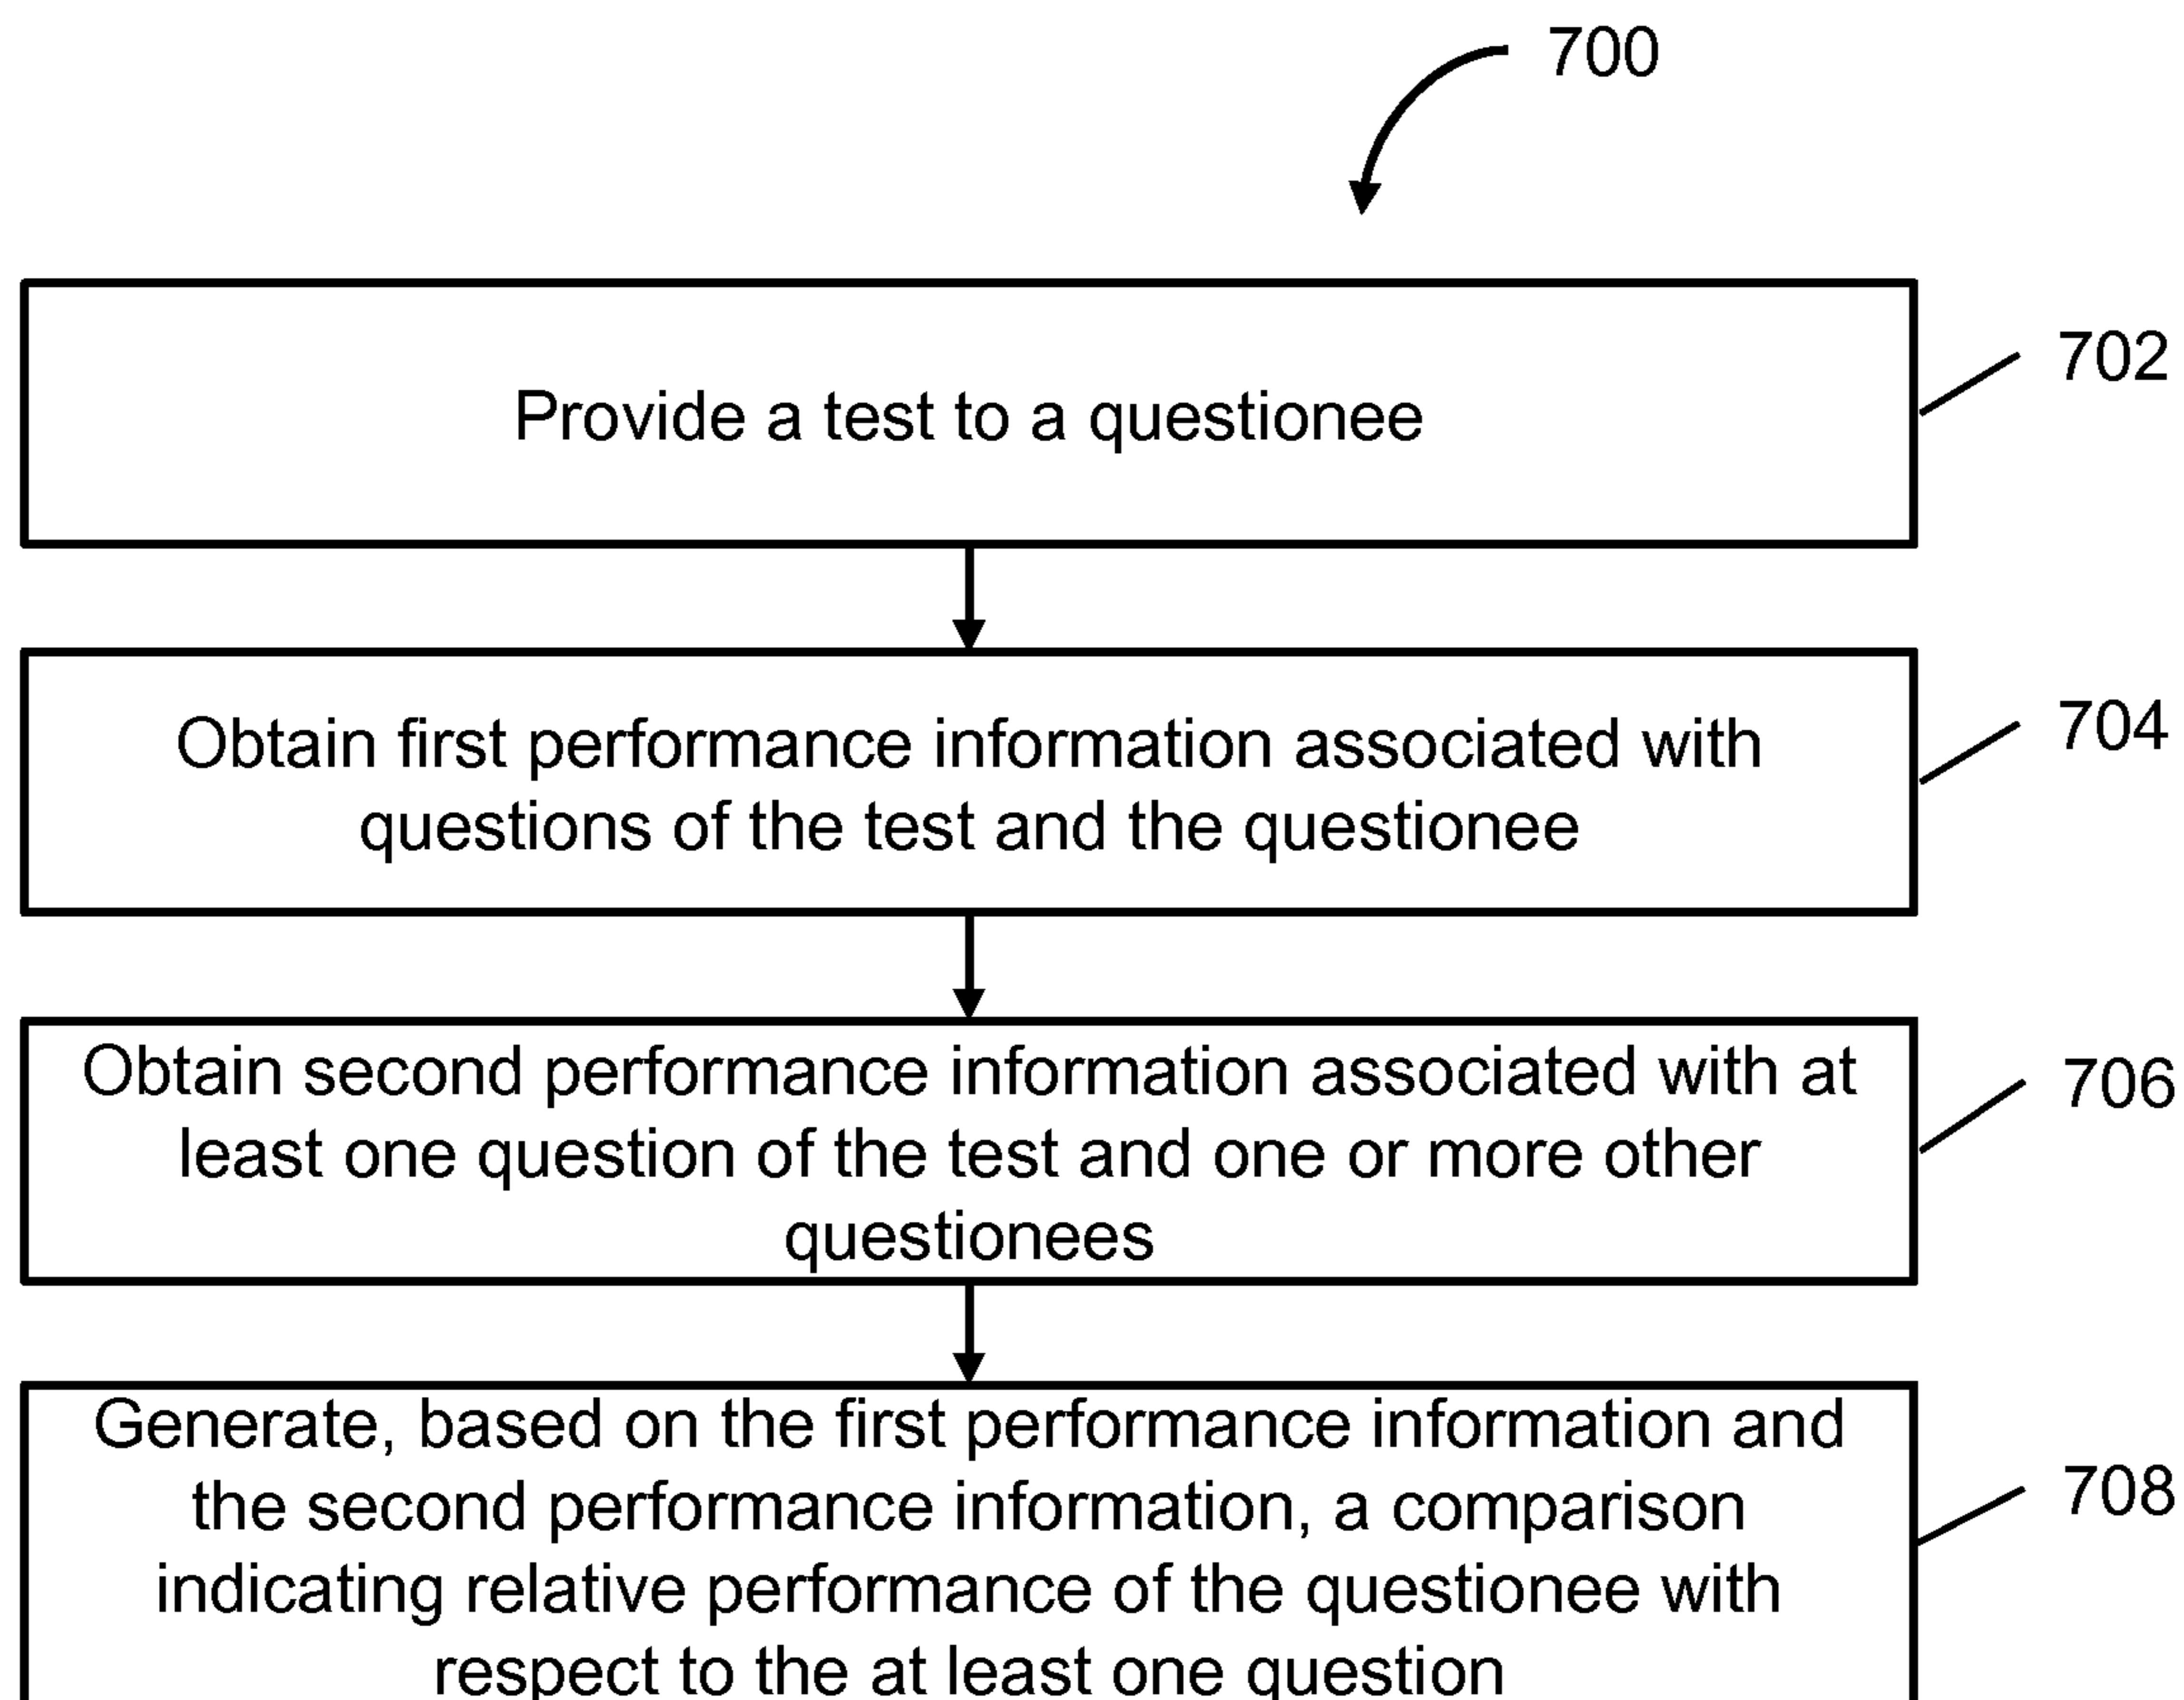 700
702
Provide a test to a questionee
704
Obtain first performance information associated with
questions of the test and the questionee
706
Obtain second performance information associated with at
least one question of the test and one or more other
questionees
708
Generate, based on the first performance information and
the second performance information, a comparison
indicating relative performance of the questionee with
respect to the at least one question